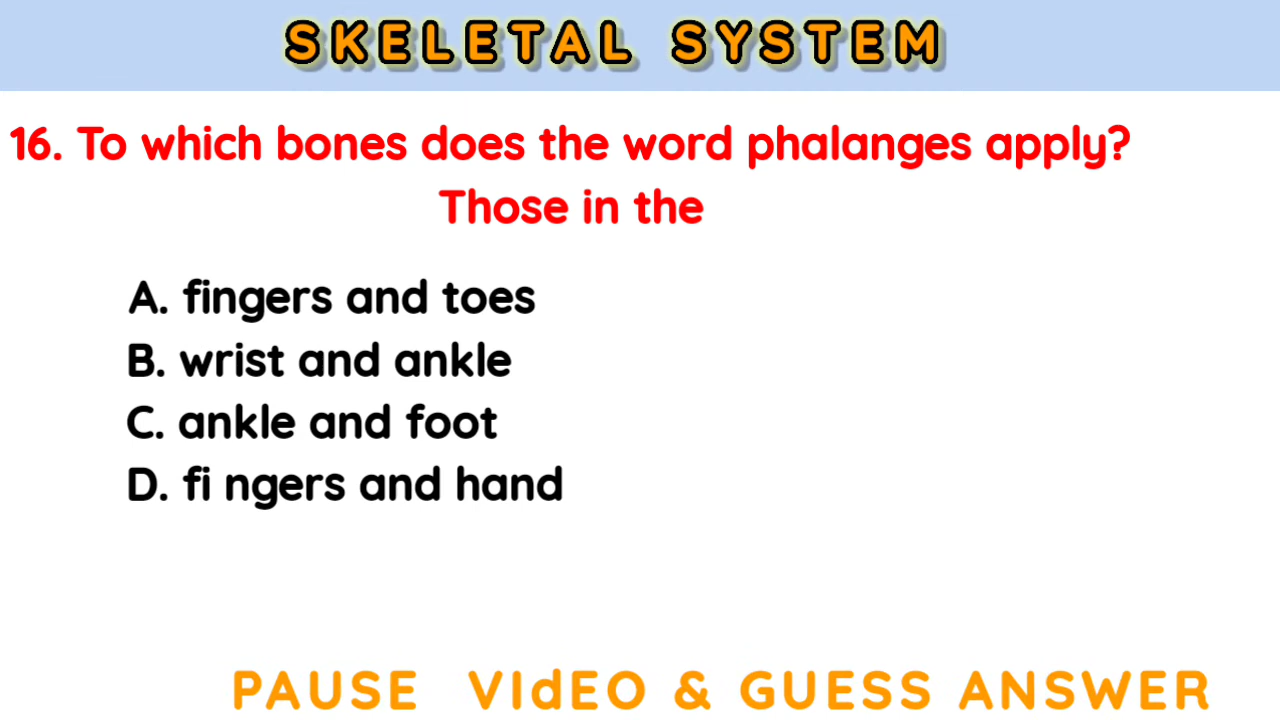 SKELETAL SYSTEM
16. To which bones does the word phalanges apply?
Those in the
A. fingers and toes
B. wrist and ankle
C. ankle and foot
D. fi ngers and hand
PAUSE VIdEO & GUESS ANSWER